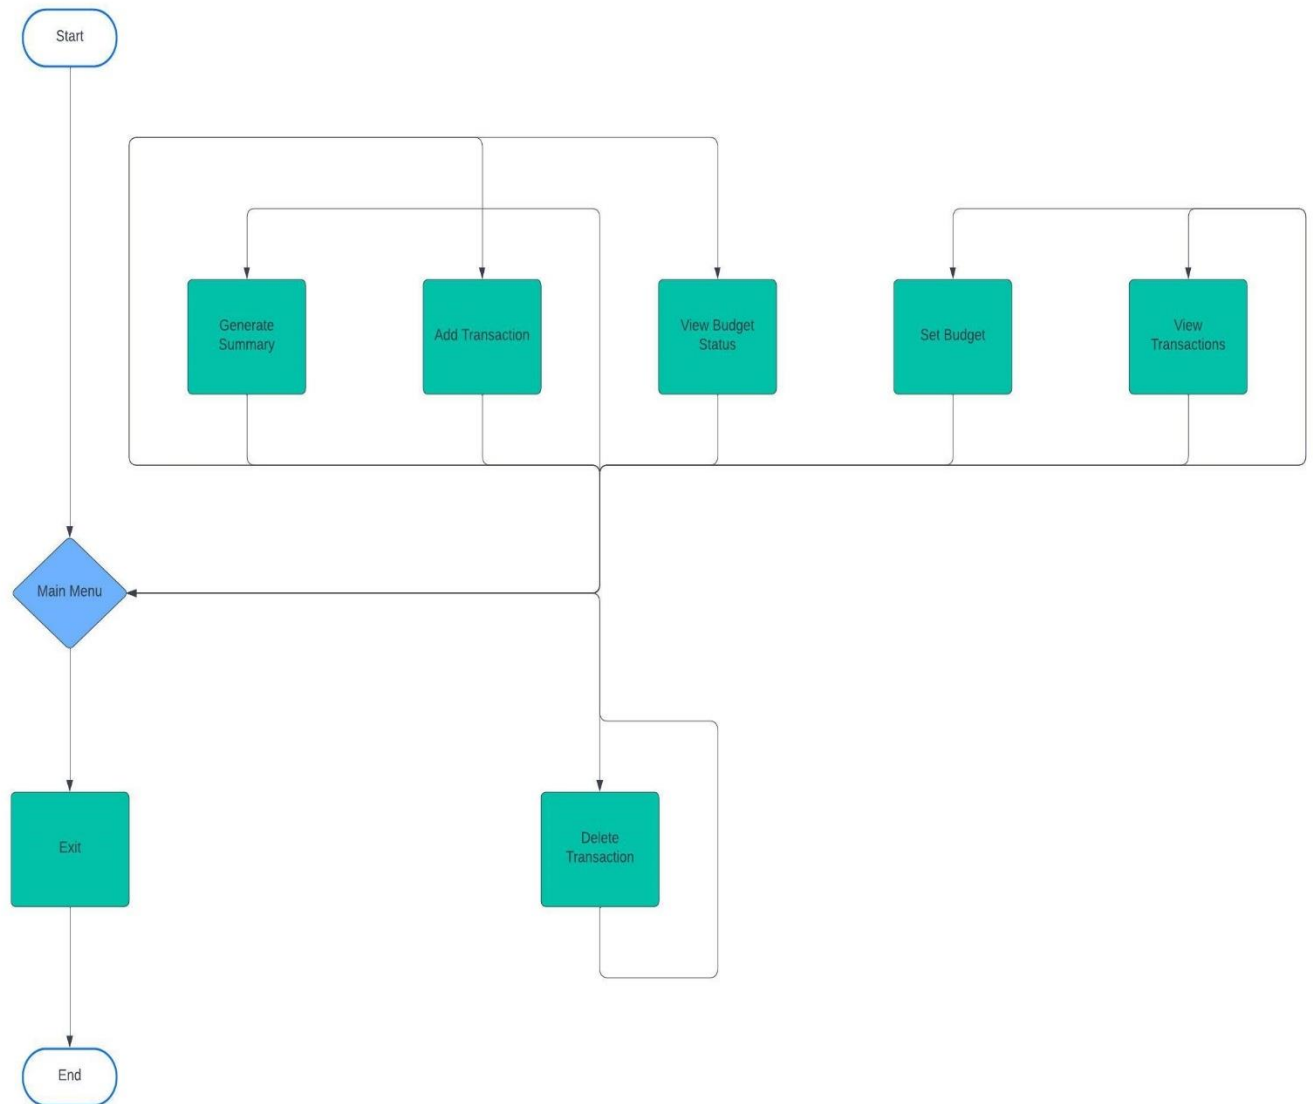 Start
Generate
Summary
Add Transaction
View Budget
Status
Set Budget
View
Transactions
Main Menu
Exit
Delete
Transaction
End